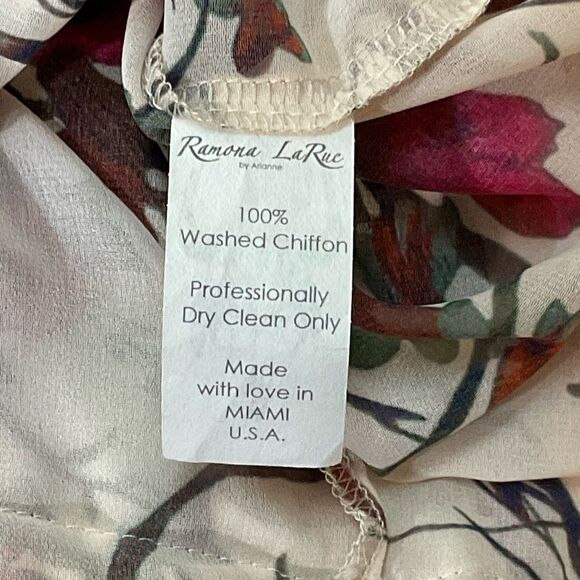 Ramona LaRue
by Arianne
100%
Washed Chiffon
Professionally
Dry Clean Only
Made
with love in
MIAMI
U.S.A.